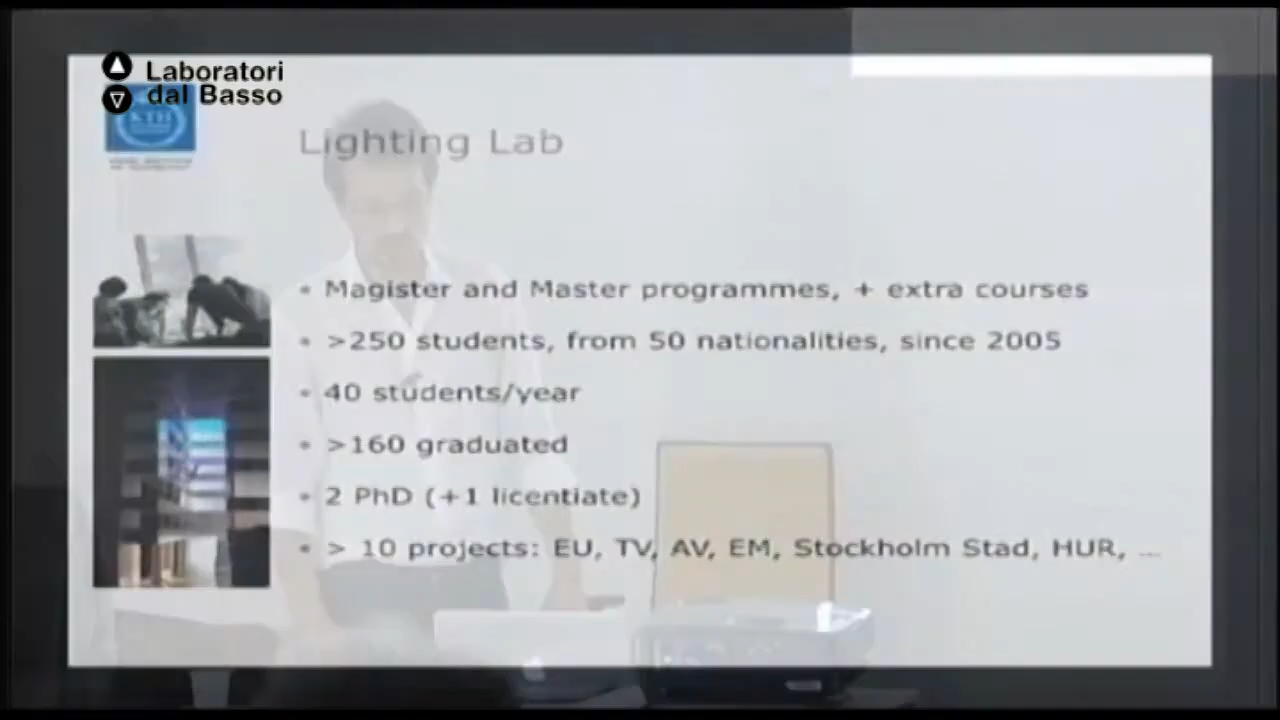 Laboratori
dal Basso
KTH
Lighting Lab
• Magister and Master programmes, + extra courses
• >250 students, from 50 nationalities, since 2005
• 40 students/year
• >160 graduated
• 2 PhD (+1 licentiate)
• > 10 projects: EU, TV, AV, EM, Stockholm Stad, HUR, ...